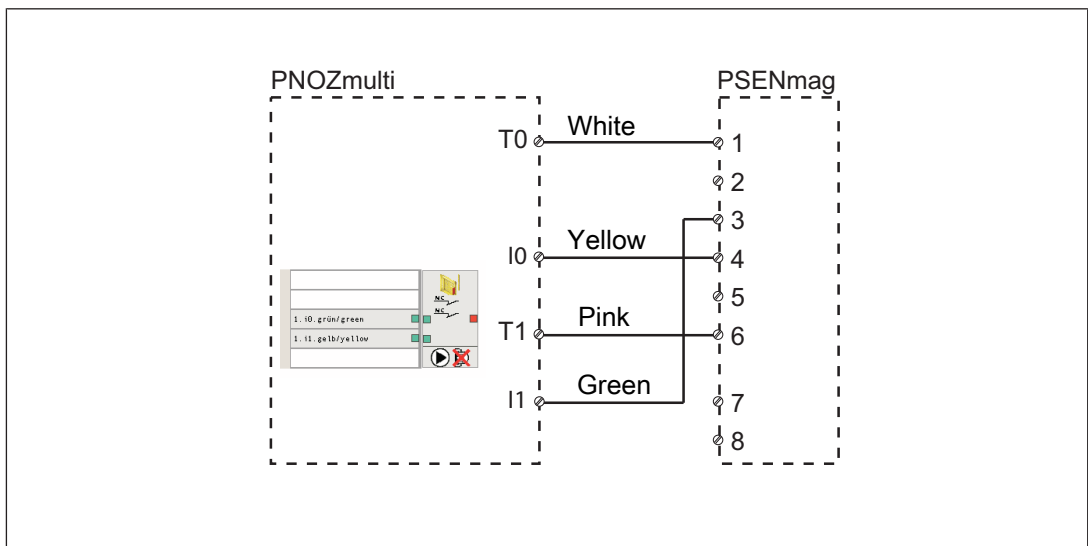 PNOZmulti PSENmag
T0 White 1
2
3
I0 Yellow 4
NC
NC
5
1. i0.grün/green
T1 Pink 6
1. i1.gelb/yellow
I1 Green 7
8